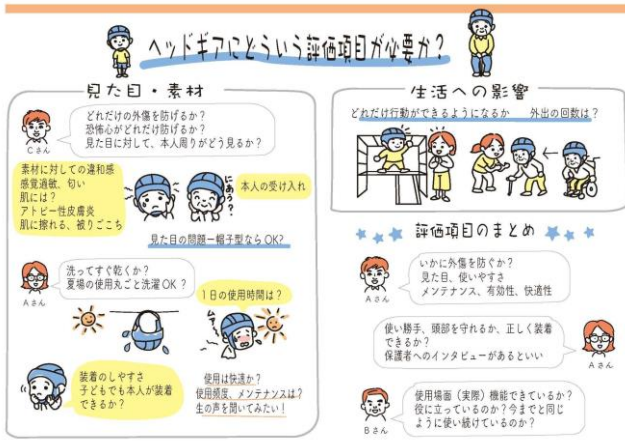 ヘッドギアにどういう評価項目が必要か?
見た目・素材
どれだけの外傷を防げるか?
恐怖心がどれだけ防げるか?
見た目に対して、本人周りがどう見るか?
Cさん
素材に対しての違和感
感覚過敏、匂い
肌には?
アトピー性皮膚炎
肌に擦れる、被りごこち
にあう?
本人の受け入れ
見た目の問題ー帽子型ならOK?
洗ってすぐ乾くか?
夏場の使用丸ごと洗濯OK?
Aさん
1日の使用時間は?
ムァ〜
装着のしやすさ
子どもでも本人が装着
できるか?
使用は快適か?
使用頻度、メンテナンスは?
生の声を聞いてみたい!
生活への影響
どれだけ行動ができるようになるか 外出の回数は?
評価項目のまとめ
いかに外傷を防ぐか?
見た目、使いやすさ
メンテナンス、有効性、快適性
Aさん
使い勝手、頭部を守れるか、正しく装着
できるか?
保護者へのインタビューがあるといい
Aさん
使用場面(実際)機能できているか?
役に立っているのか?今までと同じ
ように使い続けているのか?
Bさん